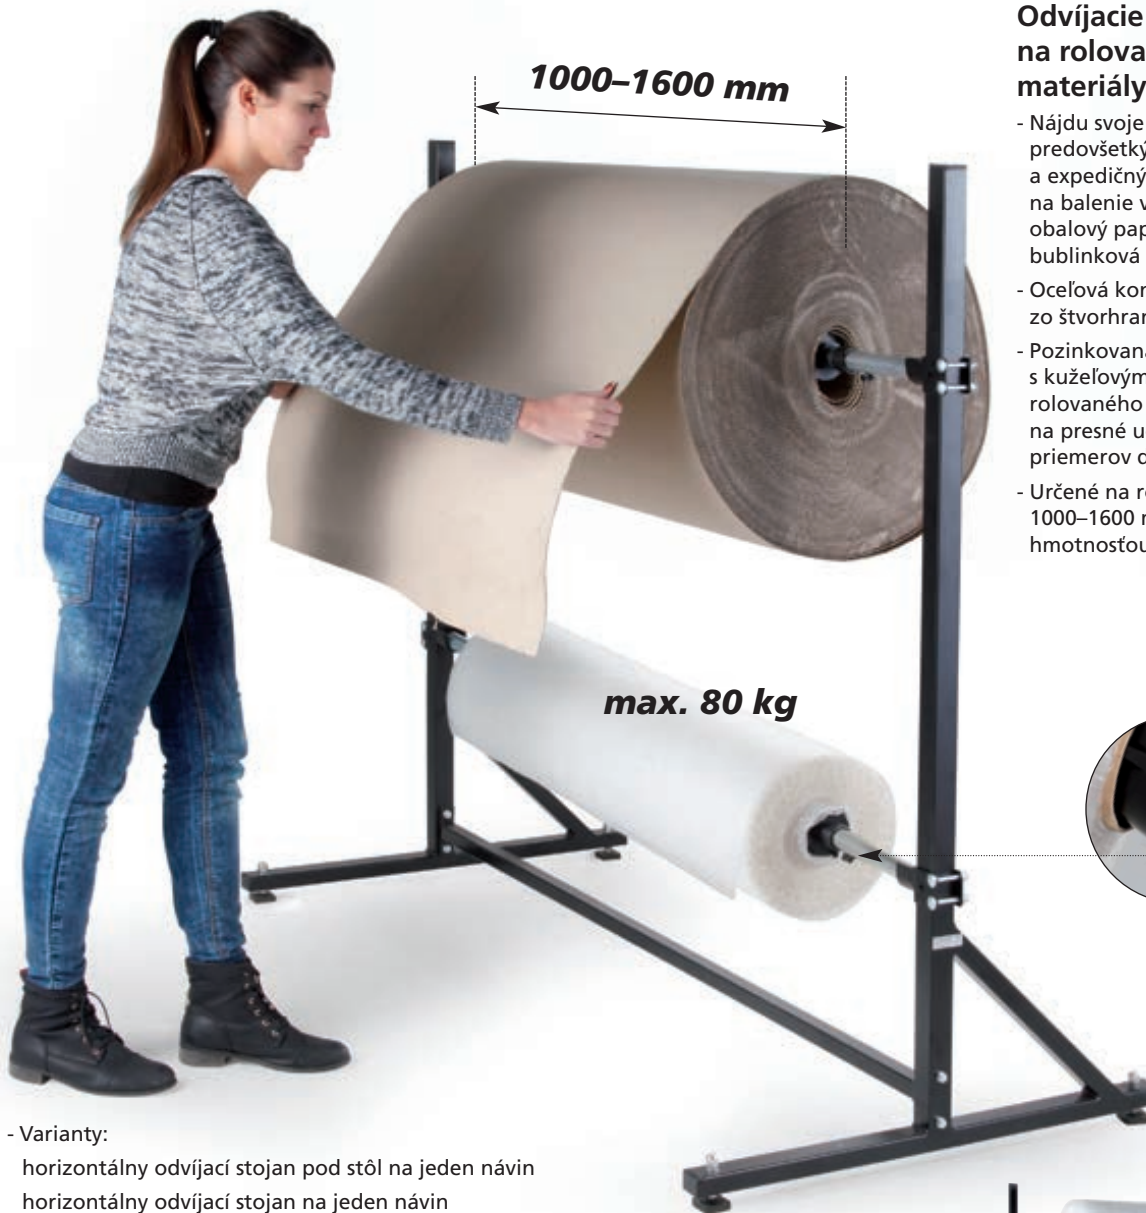 Odvíjacie
na rolova
materiály
- Nájdu svoje
predovšetký
a expedičný
na balenie v
obalový pap
bublinková
- Oceľová kon
zo štvorhran
- Pozinkovaná
s kužeľovým
rolovaného
na presné u
priemerov d
- Určené na r
1000–1600 m
hmotnosťou
1000–1600 mm
max. 80 kg
- Varianty:
horizontálny odvíjací stojan pod stôl na jeden návin
horizontálny odvíjací stojan na jeden návin